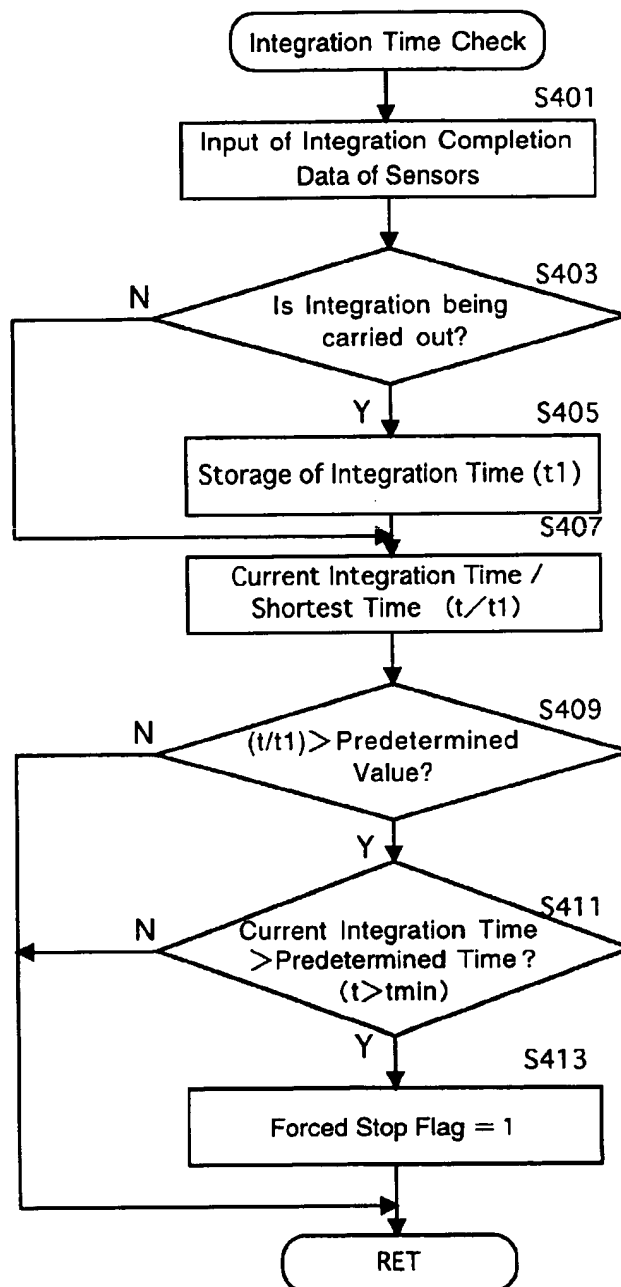 Integration Time Check
S401
Input of Integration Completion
Data of Sensors
S403
N
Is Integration being
carried out?
Y
S405
Storage of Integration Time (t1)
S407
Current Integration Time /
Shortest Time (t/t1)
S409
N
(t/t1)>Predetermined
Value?
Y
S411
N
Current Integration Time
>Predetermined Time?
(t>tmin)
Y
S413
Forced Stop Flag = 1
RET